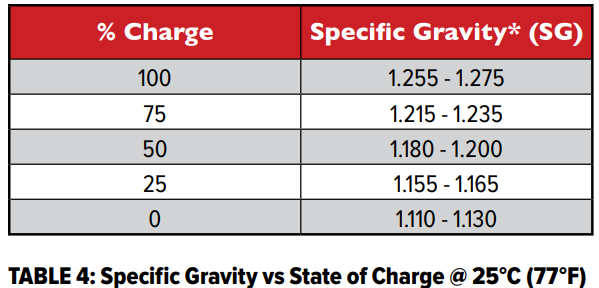 % Charge Specific Gravity* (SG)
100 1.255 - 1.275
75 1.215 - 1.235
50 1.180 - 1.200
25 1.155 - 1.165
0 1.110 - 1.130
TABLE 4: Specific Gravity vs State of Charge @ 25°C (77°F)